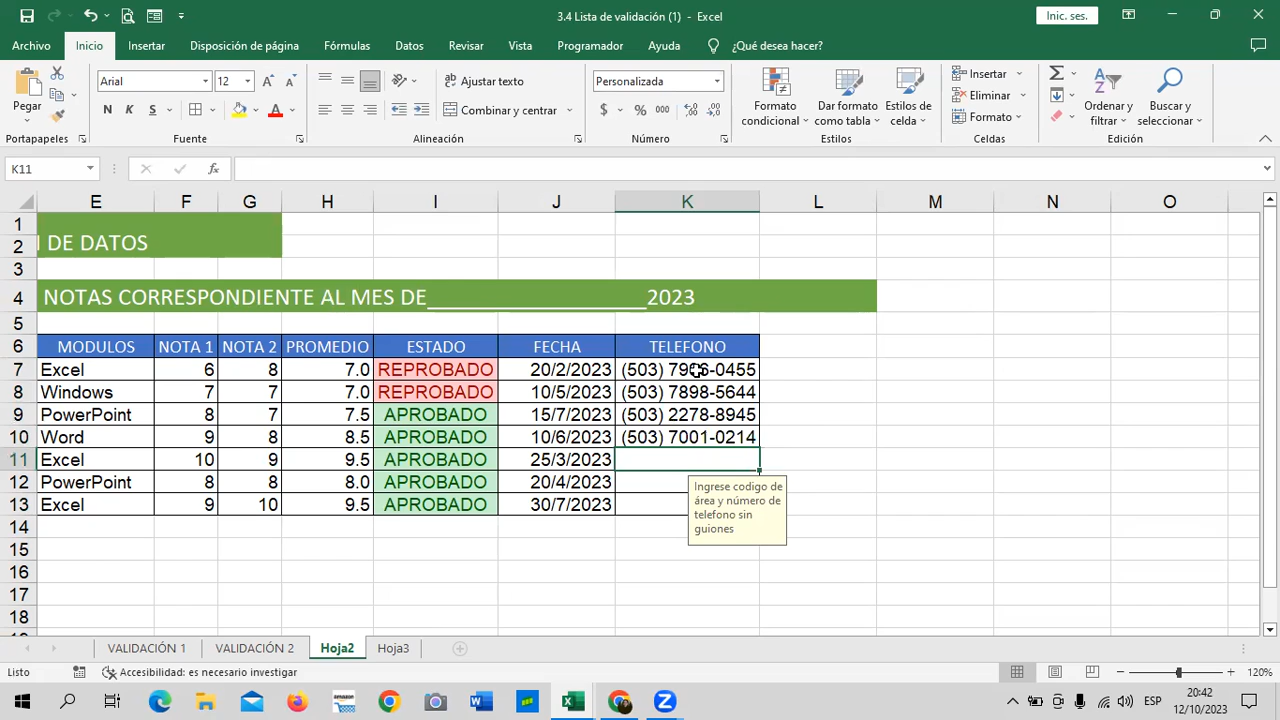 3.4 Lista de validación (1) - Excel
Inic. ses.
Archivo Inicio Insertar Disposición de página Fórmulas Datos Revisar Vista Programador Ayuda ¿Qué desea hacer?
Pegar
Arial 12
Ajustar texto
Personalizada
Insertar
N K S
Combinar y centrar
$ % 000
Formato condicional
Dar formato como tabla
Estilos de celda
Eliminar
Formato
Ordenar y filtrar
Buscar y seleccionar
Portapapeles Fuente Alineación Número Estilos Celdas Edición
K11 fx
E F G H I J K L M N O
1
2 I DE DATOS
3
4 NOTAS CORRESPONDIENTE AL MES DE____________________2023
5
6 MODULOS NOTA 1 NOTA 2 PROMEDIO ESTADO FECHA TELEFONO
7 Excel 6 8 7.0 REPROBADO 20/2/2023 (503) -0455
8 Windows 7 7 7.0 REPROBADO 10/5/2023 (503) 7898-5644
9 PowerPoint 8 7 7.5 APROBADO 15/7/2023 (503) 2278-8945
10 Word 9 8 8.5 APROBADO 10/6/2023 (503) 7001-0214
11 Excel 10 9 9.5 APROBADO 25/3/2023
12 PowerPoint 8 8 8.0 APROBADO 20/4/2023
13 Excel 9 10 9.5 APROBADO 30/7/2023
Ingrese codigo de
área y número de
telefono sin
guiones
14
15
16
17
18
VALIDACIÓN 1 VALIDACIÓN 2 Hoja2 Hoja3
Listo Accesibilidad: es necesario investigar 120%
ESP 20:42
12/10/2023